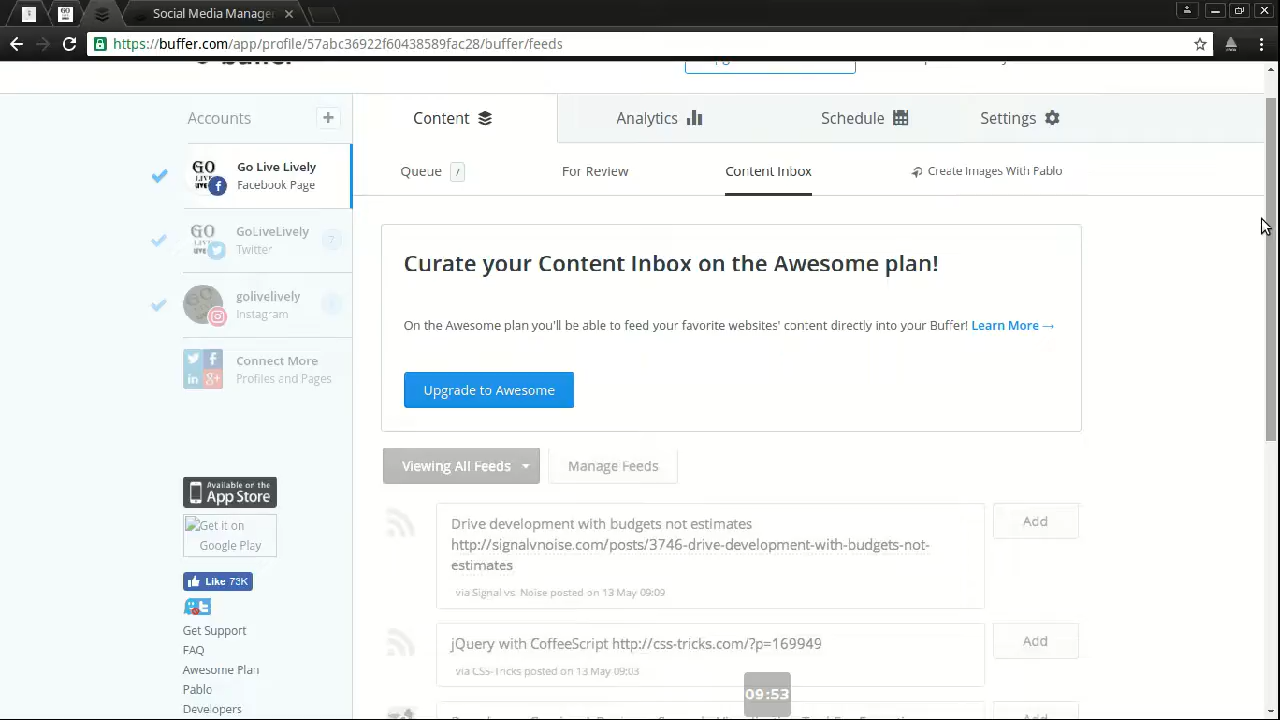 Social Media Manage
https://buffer.com/app/profile/57abc36922f60438589fac28/buffer/feeds
Accounts
+
Content
Analytics
Schedule
Settings
Go Live Lively
Facebook Page
GoLiveLively
Twitter
golivelively
Instagram
Connect More
Profiles and Pages
Queue
For Review
Content Inbox
Create Images With Pablo
Curate your Content Inbox on the Awesome plan!
On the Awesome plan you'll be able to feed your favorite websites' content directly into your Buffer! Learn More →
Upgrade to Awesome
Viewing All Feeds
Manage Feeds
Drive development with budgets not estimates
http://signalvnoise.com/posts/3746-drive-development-with-budgets-not-
estimates
via Signal vs. Noise posted on 13 May 09:09
Add
jQuery with CoffeeScript http://css-tricks.com/?p=169949
via CSS-Tricks posted on 13 May 09:03
Add
Available on the
App Store
Get it on
Google Play
Like 73K
Get Support
FAQ
Awesome Plan
Pablo
Developers
09:53